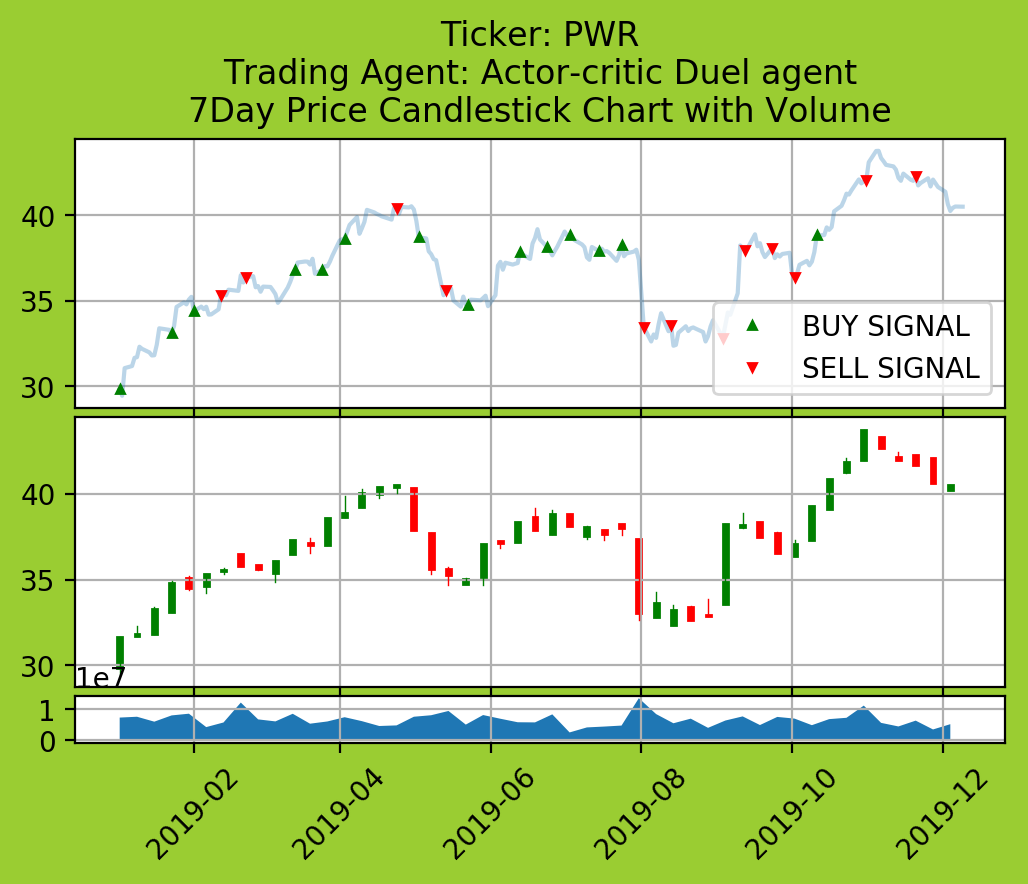 Ticker: PWR
Trading Agent: Actor-critic Duel agent
7Day Price Candlestick Chart with Volume
40
35
30
BUY SIGNAL
SELL SIGNAL
40
35
30
1e7
1
0
2019-02
2019-04
2019-06
2019-08
2019-10
2019-12